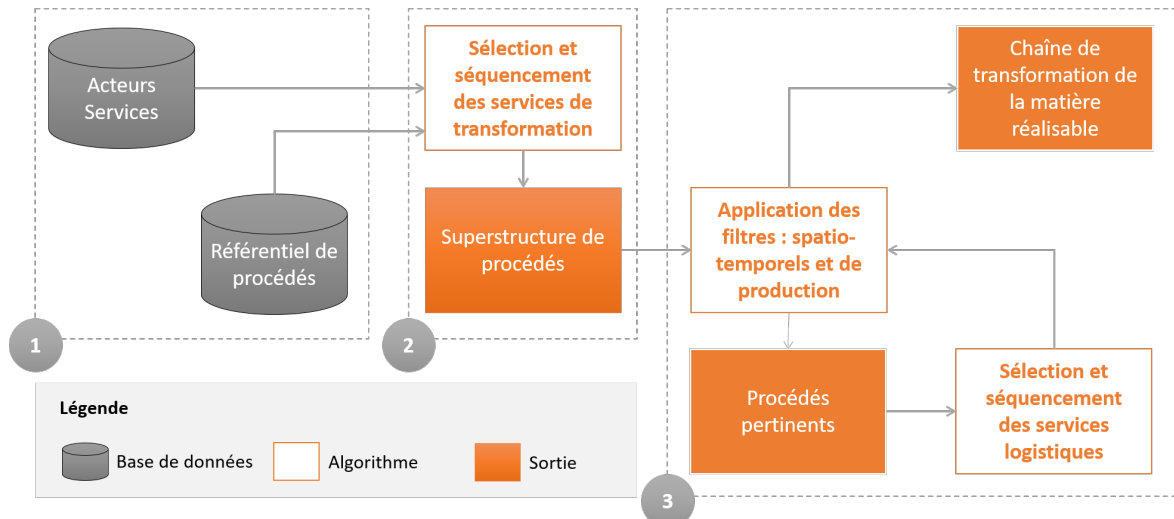 Acteurs
Services
Référentiel de
procédés
1
Sélection et
séquencement
des services de
transformation
Superstructure de
procédés
2
Chaîne de
transformation de
la matière
réalisable
Application des
filtres : spatio-
temporels et de
production
Procédés
pertinents
Sélection et
séquencement
des services
logistiques
3
Légende
Base de données
Algorithme
Sortie